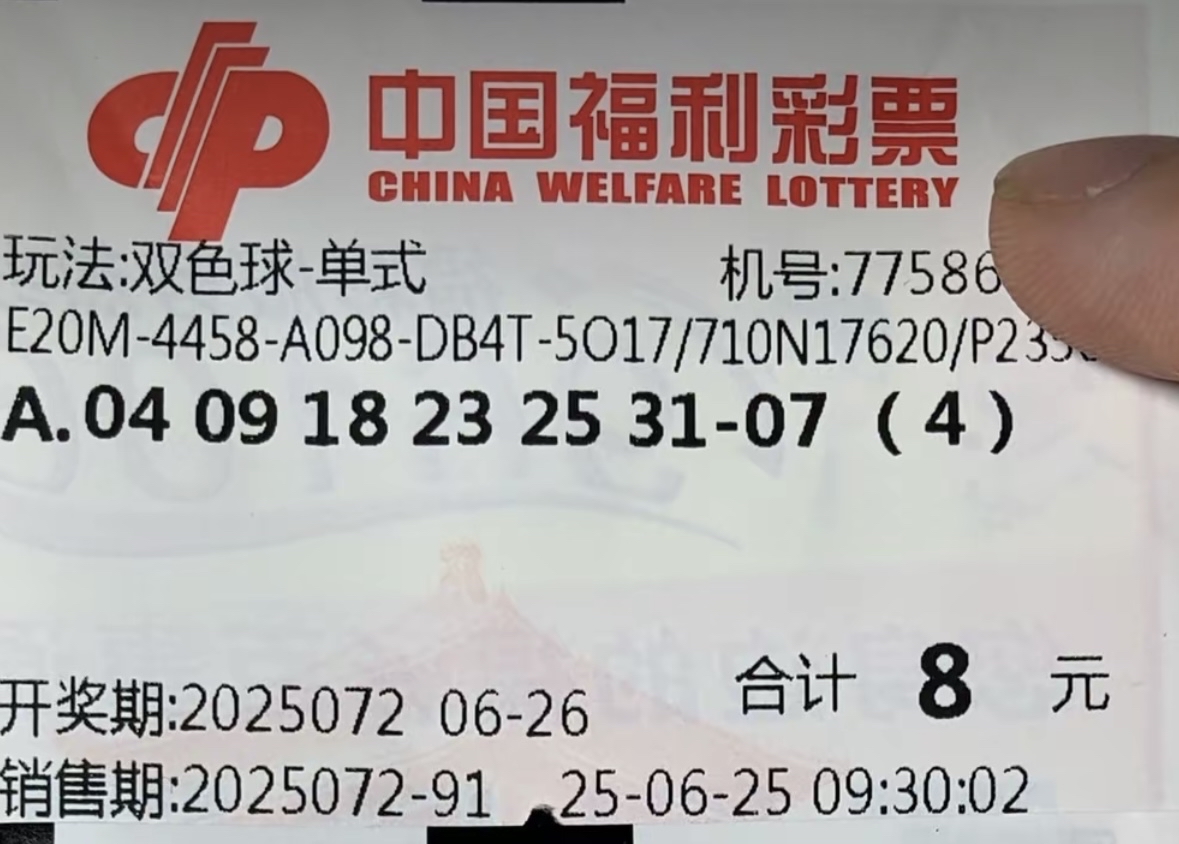 中国福利彩票
CHINA WELFARE LOTTERY
玩法:双色球-单式 机号:77586
E20M-4458-A098-DB4T-5O17/710N17620/P23
A.04 09 18 23 25 31-07 (4)
合计 8 元
开奖期:2025072 06-26
销售期:2025072-91 25-06-25 09:30:02